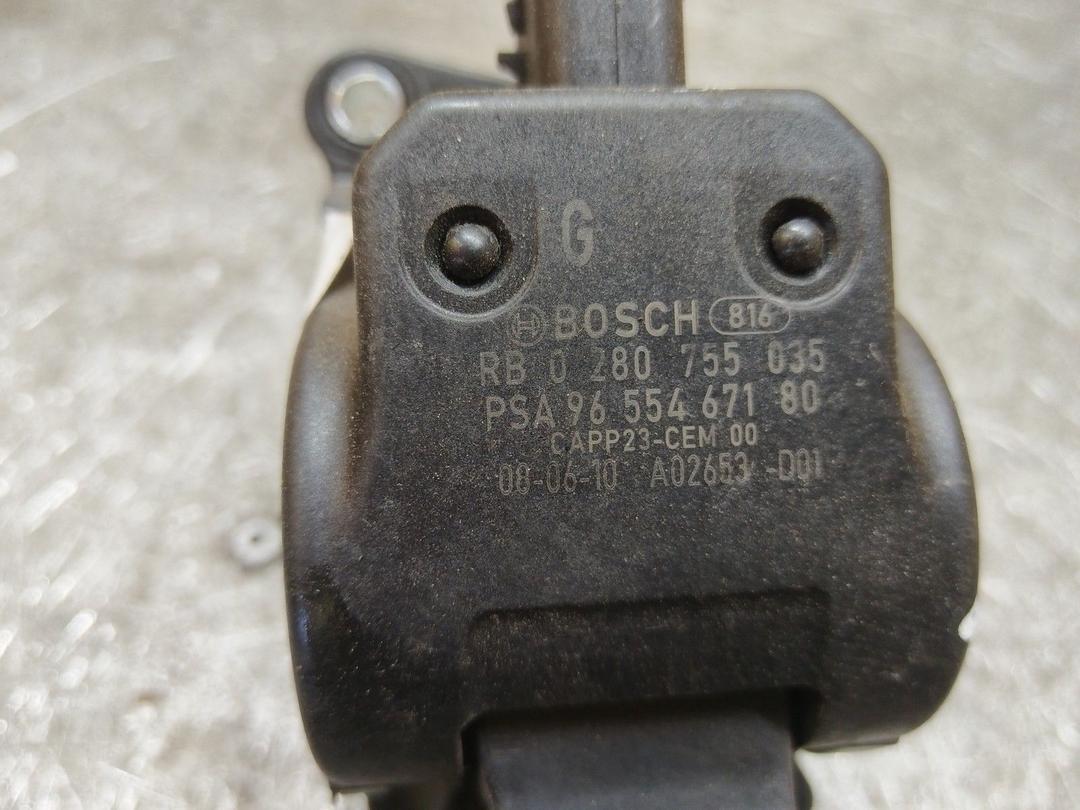 G
BOSCH 816
RB 0 280 755 035
PSA 96 554 671 80
CAPP23-CEM 00
08-06-10 A02653 -D01